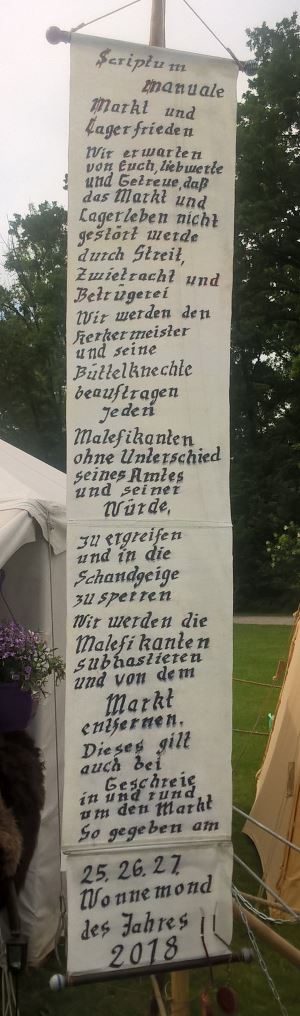 Scriptum
manuale
Markt und
Lagerfrieden
Wir erwarten
von Euch, liebwerte
und Getreue, daß
das Markt und
Lagerleben nicht
gestört werde
durch Streit,
Zwietracht und
Betrügerei
Wir werden den
Kerkermeister
und seine
Büttelknechte
beauftragen
Jeden
Malefikanten
ohne Unterschied
seines Amtes
und seiner
Würde,
zu ergreifen
und in die
Schandgeige
zu sperren
Wir werden die
Malefikanten
subhastieren
und von dem
Markt
entfernen.
Dieses gilt
auch bei
Geschreie
in und rund
um den Markt
So gegeben am
25. 26. 27.
Wonnemond
des Jahres
2018